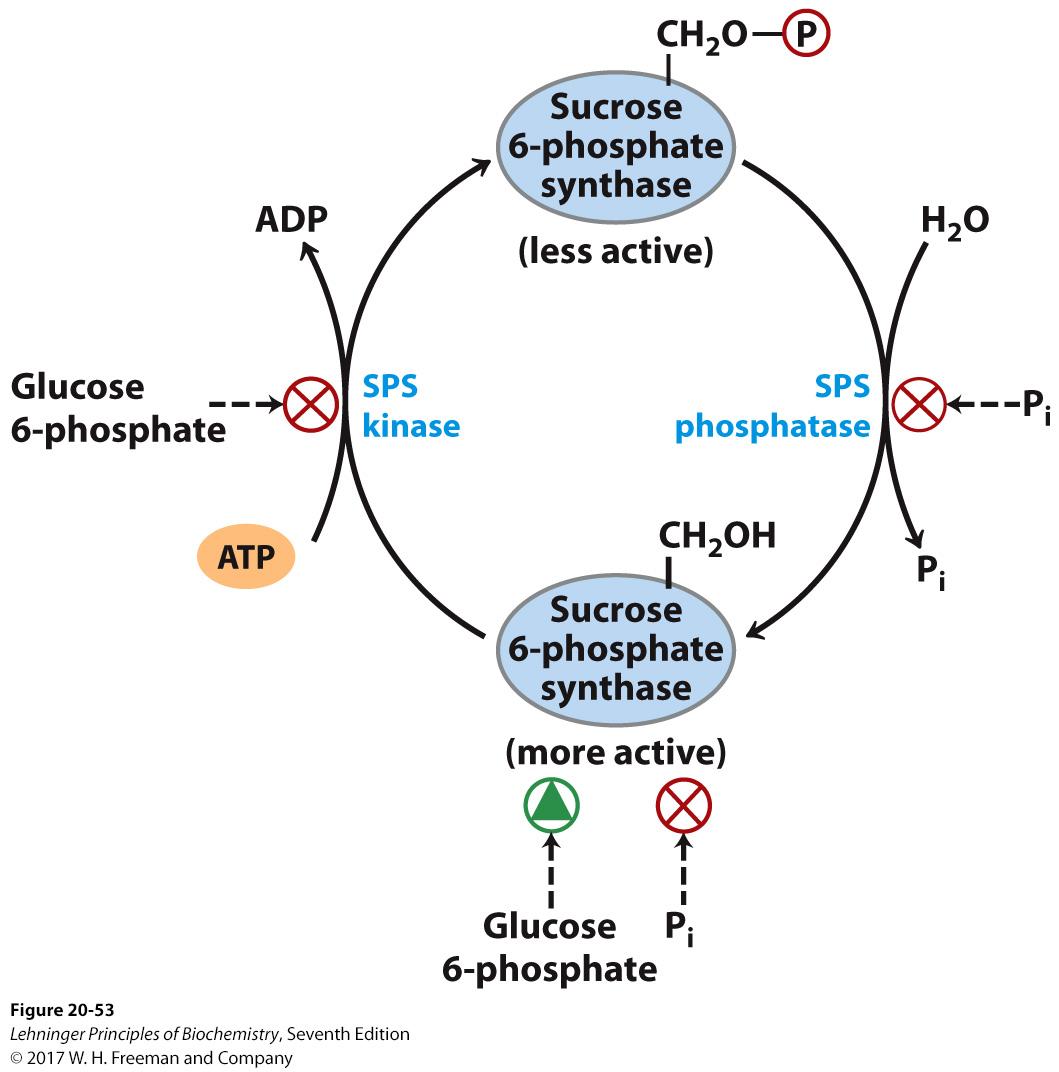 CH₂O—P
Sucrose
6-phosphate
synthase
(less active)
ADP
H₂O
Glucose
6-phosphate
SPS
kinase
SPS
phosphatase
Pᵢ
ATP
CH₂OH
Pᵢ
Sucrose
6-phosphate
synthase
(more active)
Glucose
6-phosphate
Pᵢ
Figure 20-53
Lehninger Principles of Biochemistry, Seventh Edition
© 2017 W. H. Freeman and Company